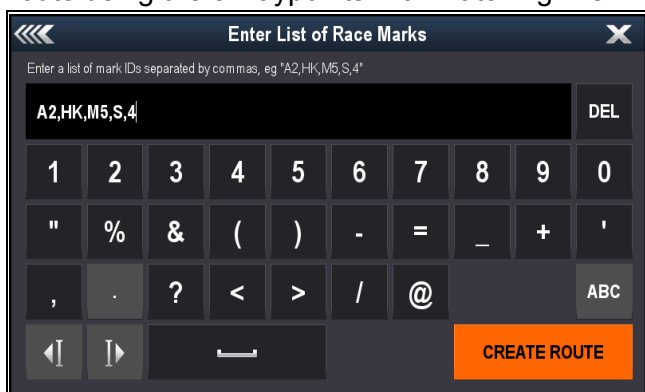 Enter List of Race Marks X
Enter a list of mark IDs separated by commas, eg "A2,HK,M5,S,4"
A2,HK,M5,S,4 DEL
1 2 3 4 5 6 7 8 9 0
" % & ( ) - = _ + '
, . ? < > / @ ABC
CREATE ROUTE